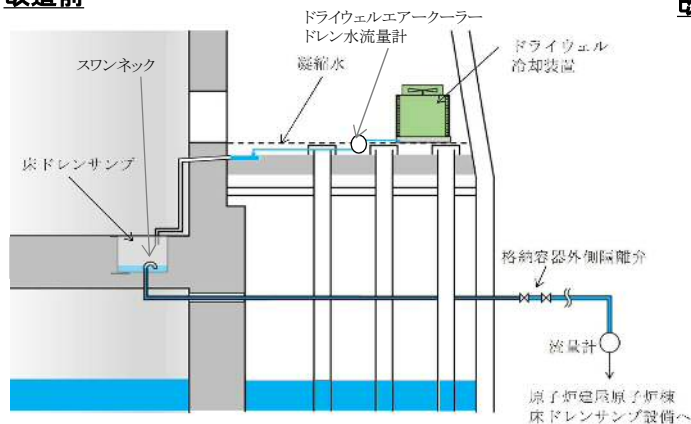 改造前
ドライウェルエアークーラー
ドレン水流量計
スワンネック
凝縮水
ドライウェル
冷却装置
床ドレンサンプ
格納容器外側隔離弁
流量計
原子炉建屋原子炉棟
床ドレンサンプ設備へ